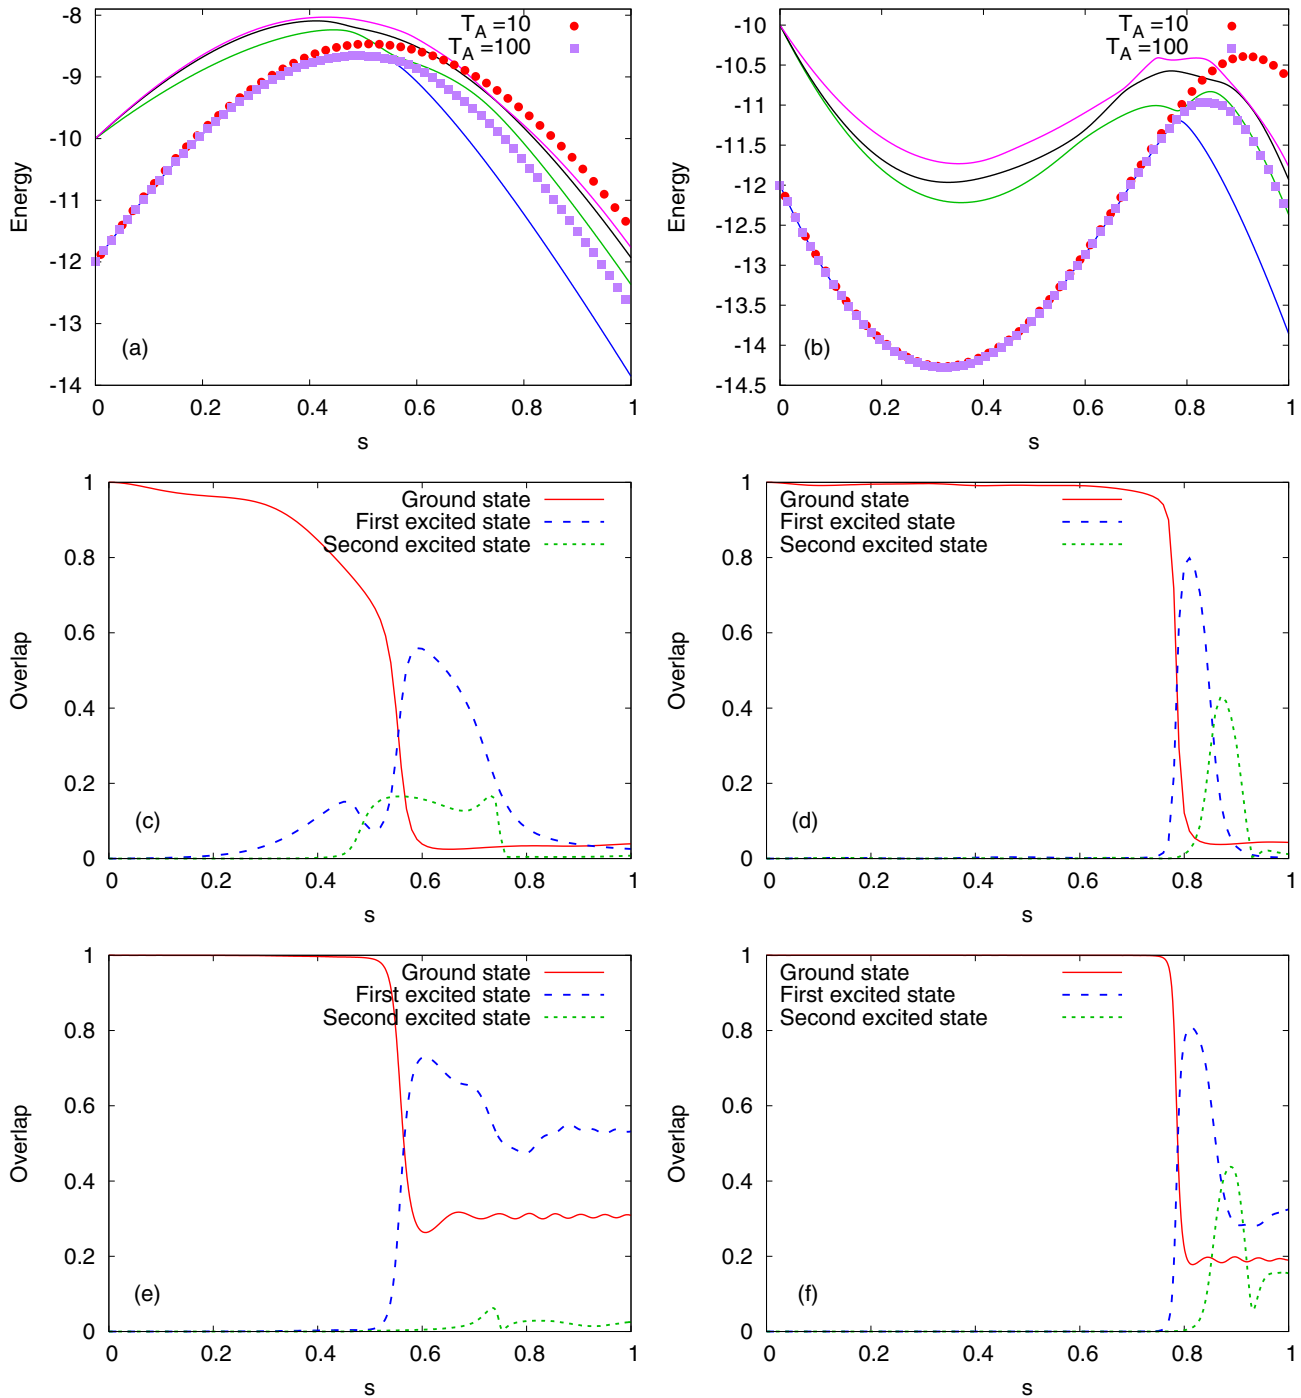 -8
-9
-10
-11
-12
-13
-14
Energy
T_A =10
T_A =100
(a)
0 0.2 0.4 0.6 0.8 1
s
-10
-10.5
-11
-11.5
-12
-12.5
-13
-13.5
-14
-14.5
Energy
T_A =10
T_A =100
(b)
0 0.2 0.4 0.6 0.8 1
s
1
0.8
0.6
0.4
0.2
0
Overlap
Ground state
First excited state
Second excited state
(c)
0 0.2 0.4 0.6 0.8 1
s
1
0.8
0.6
0.4
0.2
0
Overlap
Ground state
First excited state
Second excited state
(d)
0 0.2 0.4 0.6 0.8 1
s
1
0.8
0.6
0.4
0.2
0
Overlap
Ground state
First excited state
Second excited state
(e)
0 0.2 0.4 0.6 0.8 1
s
1
0.8
0.6
0.4
0.2
0
Overlap
Ground state
First excited state
Second excited state
(f)
0 0.2 0.4 0.6 0.8 1
s